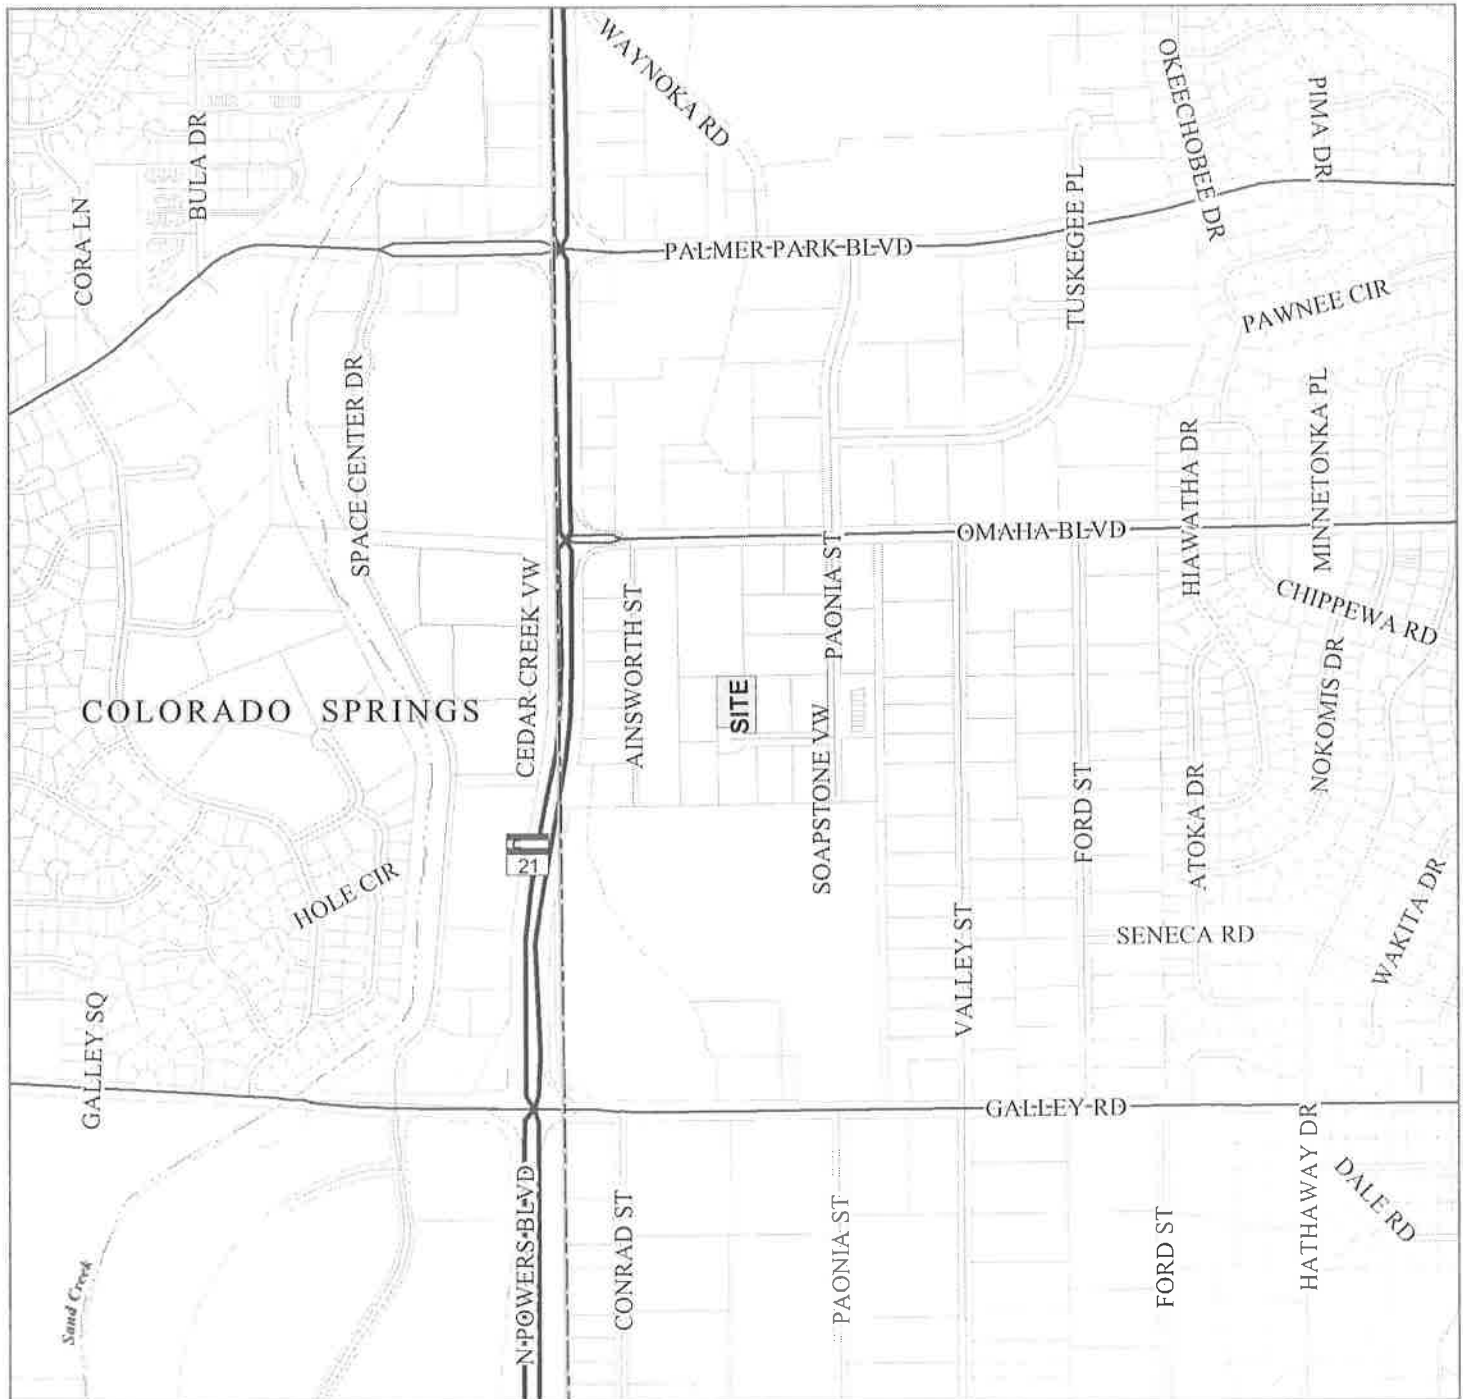 WAYNOKA RD
OKEECHOBEE DR
PIMA DR
BULA DR
CORA LN
TUSKEGEE PL
PALMER PARK BLVD
PAWNEE CIR
SPACE CENTER DR
MINNETONKA PL
HIAWATHA DR
OMAHA BLVD
PAONIA ST
CEDAR CREEK VW
AINSWORTH ST
CHIPPEWA RD
NOKOMIS DR
SITE
COLORADO SPRINGS
SOAPSTONE VW
FORD ST
ATOKA DR
21
HOLE CIR
WAKITA DR
VALLEY ST
SENECA RD
GALLEY SQ
GALLEY RD
HATHAWAY DR
DALE RD
N POWERS BLVD
CONRAD ST
PAONIA ST
FORD ST
Sand Creek